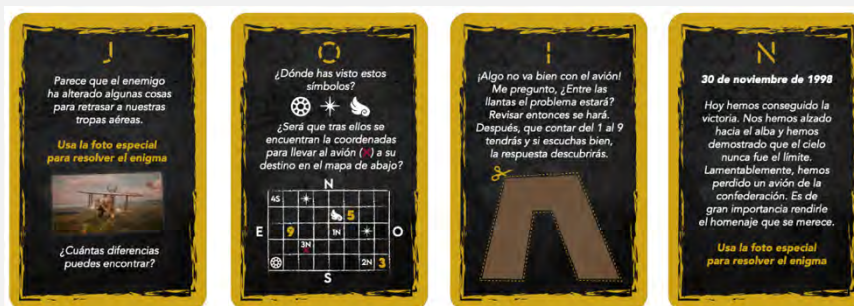 J
Parece que el enemigo
ha alterado algunas cosas
para retrasar a nuestras
tropas aéreas.
Usa la foto especial
para resolver el enigma
¿Cuántas diferencias
puedes encontrar?
O
¿Dónde has visto estos
símbolos?
¿Será que tras ellos se
encuentran la coordenadas
para llevar al avión (X) a su
destino en el mapa de abajo?
N
4S
5
E 9 1N O
3N
X
2N 3
S
I
¡Algo no va bien con el avión!
Me pregunto, ¿Entre las
llantas el problema estará?
Revisar entonces se hará.
Después, que contar del 1 al 9
tendrás y si escuchas bien,
la respuesta descubrirás.
N
30 de noviembre de 1998
Hoy hemos conseguido la
victoria. Nos hemos alzado
hacia el alba y hemos
demostrado que el cielo
nunca fue el límite.
Lamentablemente, hemos
perdido un avión de la
confederación. Es de
gran importancia rendirle
el homenaje que se merece.
Usa la foto especial
para resolver el enigma